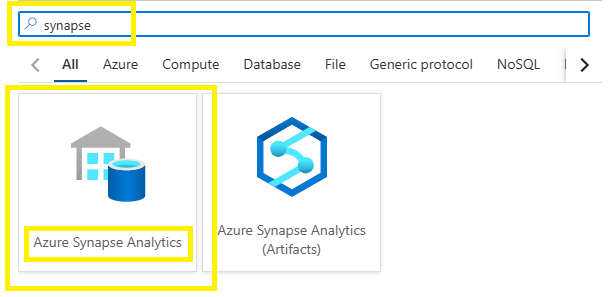 synapse
All Azure Compute Database File Generic protocol NoSQL
Azure Synapse Analytics
Azure Synapse Analytics
(Artifacts)